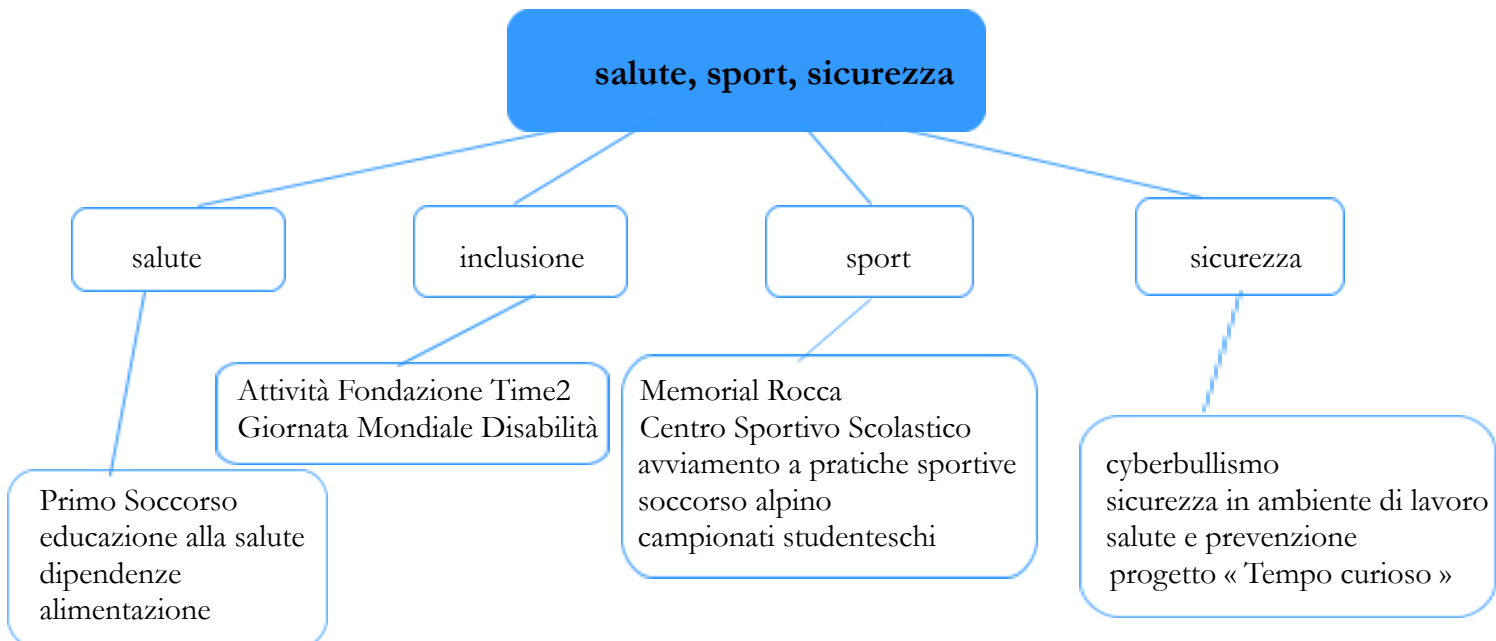 salute, sport, sicurezza
salute
inclusione
sport
sicurezza
Attività Fondazione Time2
Giornata Mondiale Disabilità
Memorial Rocca
Centro Sportivo Scolastico
avviamento a pratiche sportive
soccorso alpino
campionati studenteschi
cyberbullismo
sicurezza in ambiente di lavoro
salute e prevenzione
progetto « Tempo curioso »
Primo Soccorso
educazione alla salute
dipendenze
alimentazione